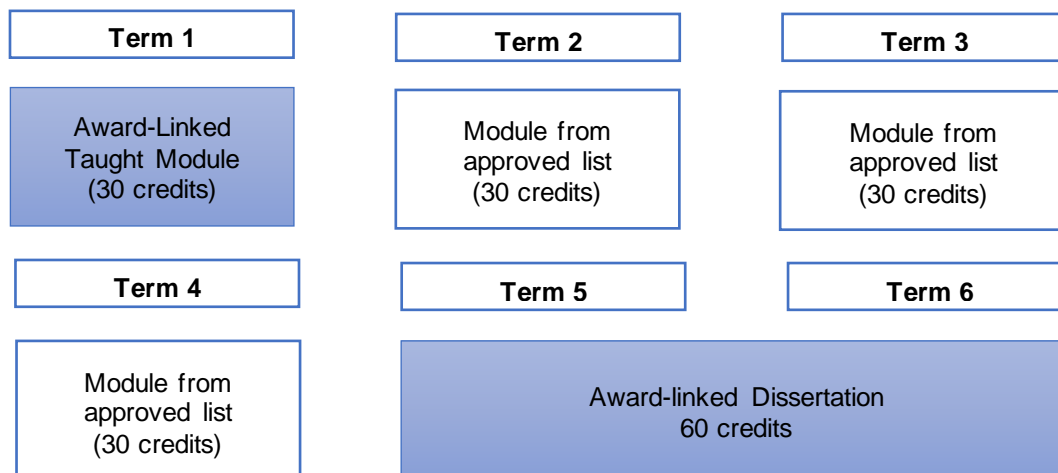 Term 1
Term 2
Term 3
Award-Linked
Taught Module
(30 credits)
Module from
approved list
(30 credits)
Module from
approved list
(30 credits)
Term 4
Term 5
Term 6
Module from
approved list
(30 credits)
Award-linked Dissertation
60 credits